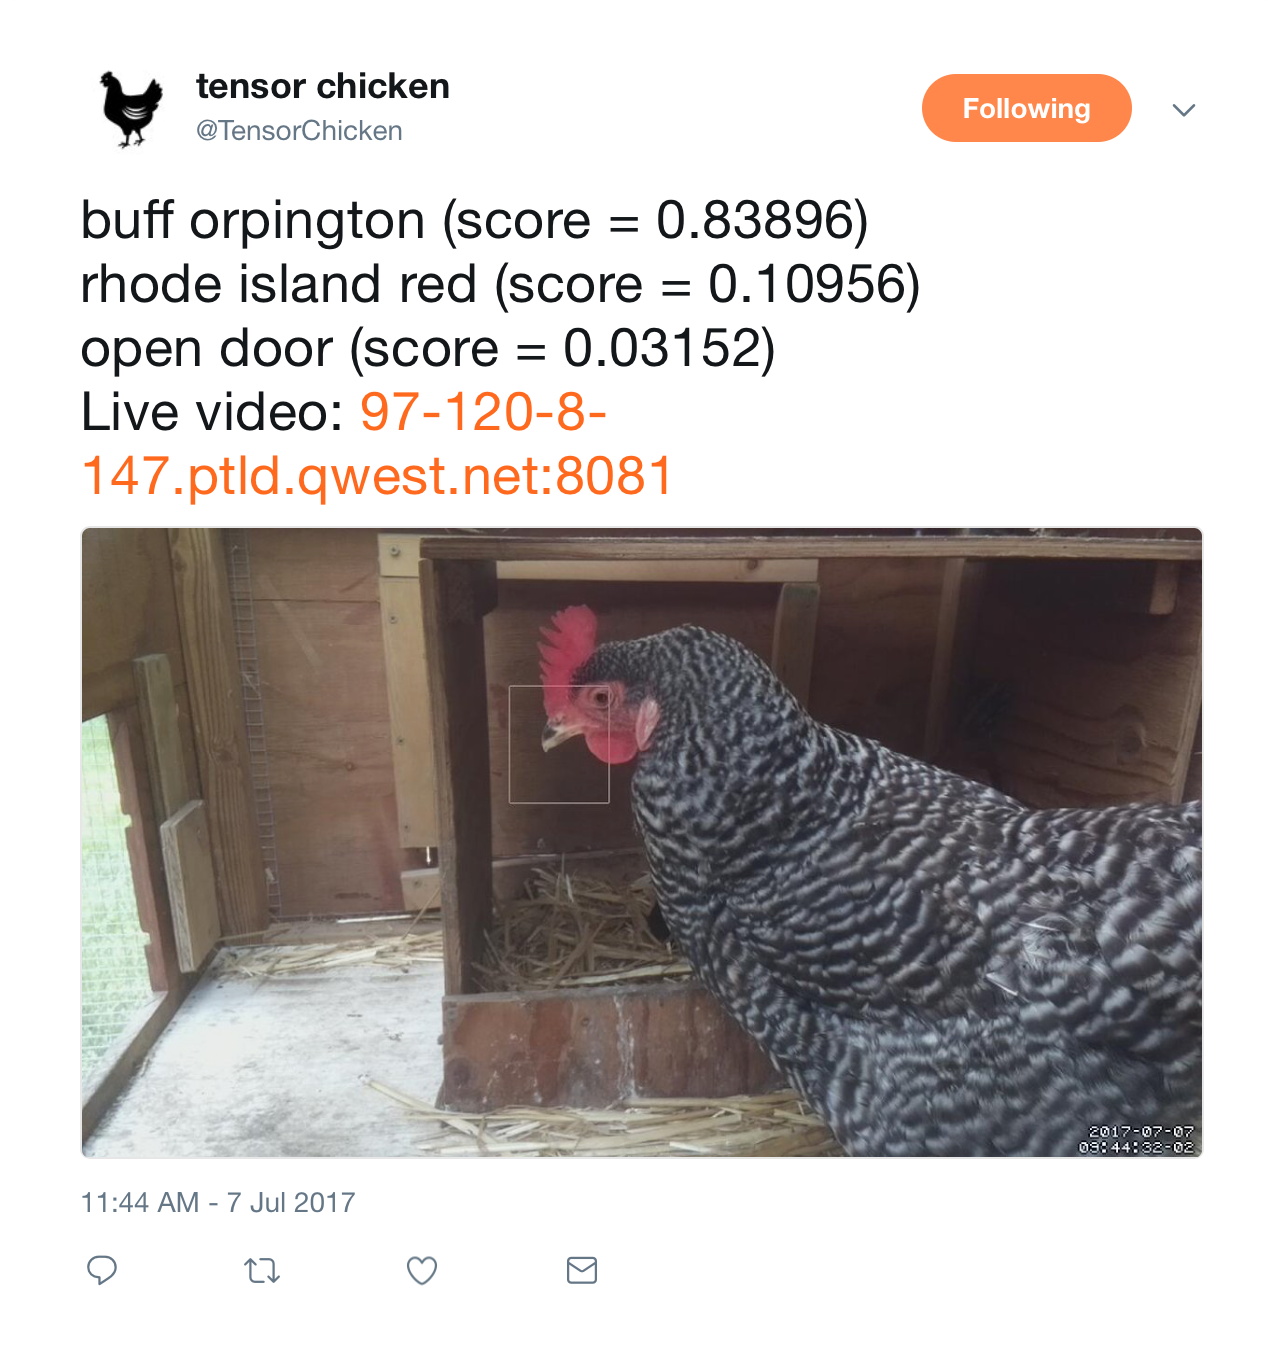 tensor chicken
@TensorChicken
Following
buff orpington (score = 0.83896)
rhode island red (score = 0.10956)
open door (score = 0.03152)
Live video: 97-120-8-
147.ptld.qwest.net:8081
2017-07-07
09:44:32-02
11:44 AM - 7 Jul 2017